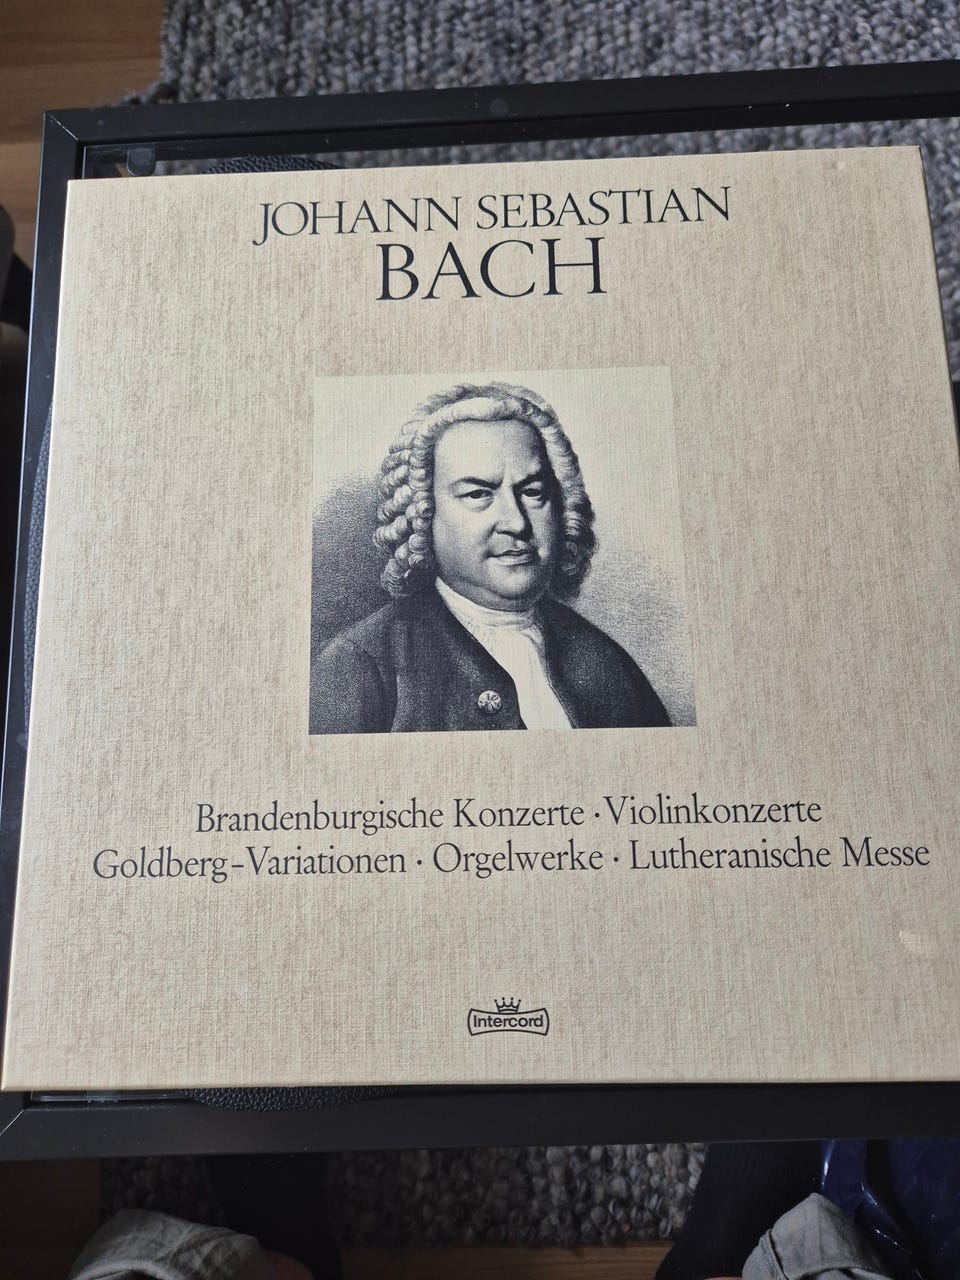 JOHANN SEBASTIAN
BACH
Brandenburgische Konzerte · Violinkonzerte
Goldberg-Variationen · Orgelwerke · Lutheranische Messe
Intercord